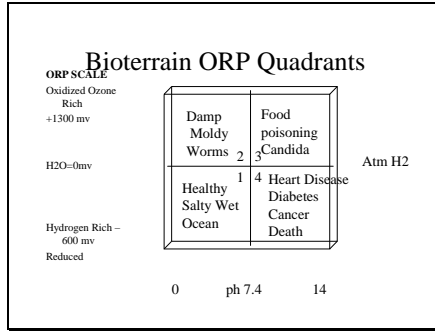 Bioterrain ORP Quadrants
ORP SCALE
Oxidized Ozone
Rich
+1300 mv
H2O=0mv
Hydrogen Rich –
600 mv
Reduced
Damp
Moldy
Worms 2
Food
poisoning
3 Candida
1
Healthy
Salty Wet
Ocean
4 Heart Disease
Diabetes
Cancer
Death
Atm H2
0 ph 7.4 14